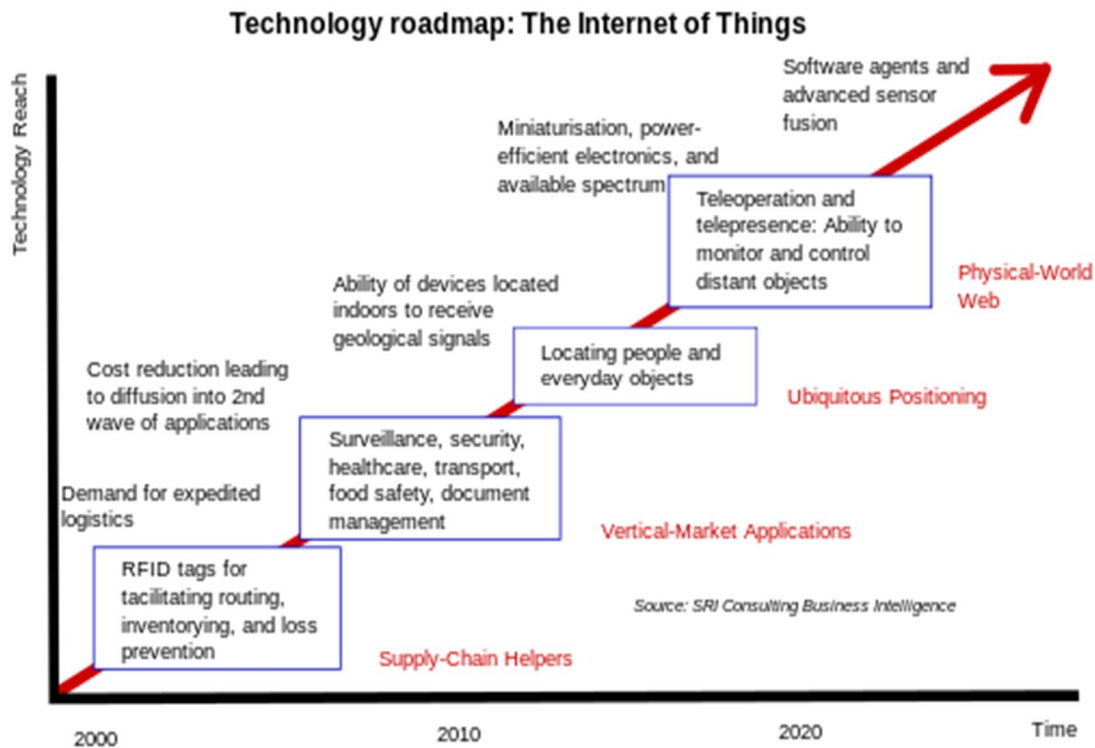 Technology roadmap: The Internet of Things
Technology Reach
Software agents and
advanced sensor
fusion
Miniaturisation, power-
efficient electronics, and
available spectrum
Teleoperation and
telepresence: Ability to
monitor and control
distant objects
Physical-World
Web
Ability of devices located
indoors to receive
geological signals
Locating people and
everyday objects
Ubiquitous Positioning
Cost reduction leading
to diffusion into 2nd
wave of applications
Surveillance, security,
healthcare, transport,
food safety, document
management
Vertical-Market Applications
Demand for expedited
logistics
RFID tags for
tacilitating routing,
inventorying, and loss
prevention
Supply-Chain Helpers
Source: SRI Consulting Business Intelligence
2000
2010
2020
Time